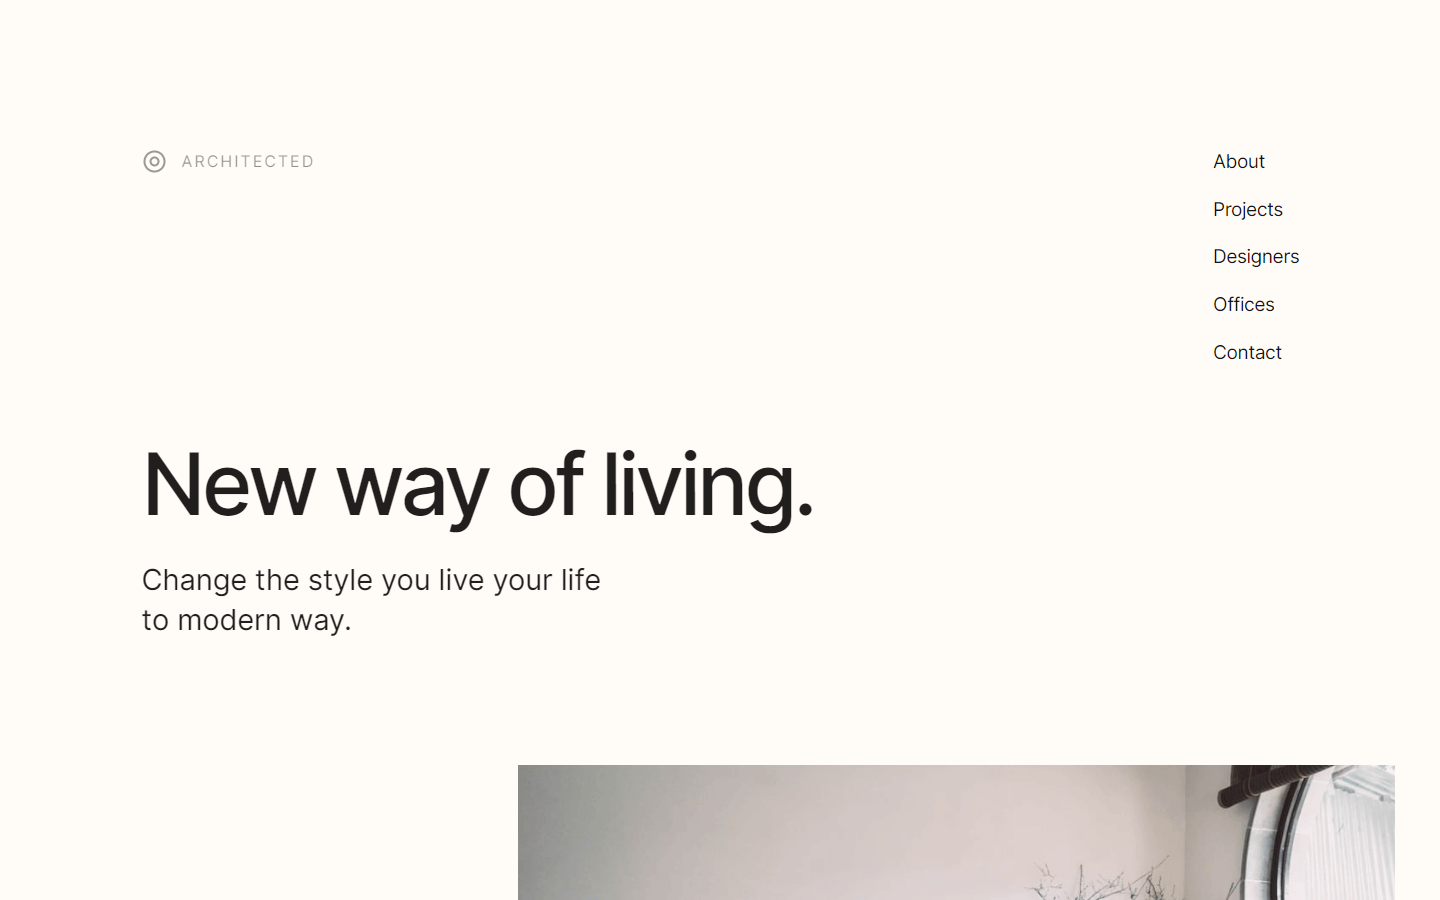 ARCHITECTED
About
Projects
Designers
Offices
Contact
New way of living.
Change the style you live your life
to modern way.